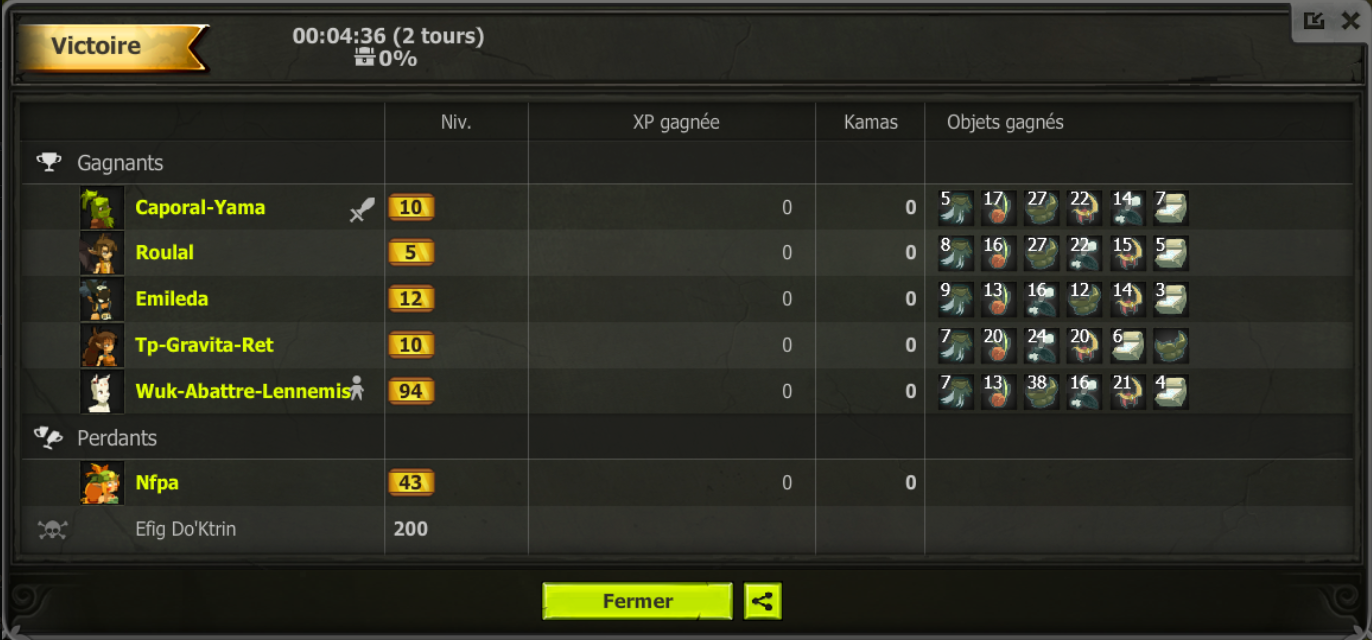 Victoire
00:04:36 (2 tours)
0%
Niv. XP gagnée Kamas Objets gagnés
Gagnants
Caporal-Yama 10 0 0 5 17 27 22 14 7
Roulal 5 0 0 8 16 27 22 15 5
Emileda 12 0 0 9 13 16 12 14 3
Tp-Gravita-Ret 10 0 0 7 20 24 20 6
Wuk-Abattre-Lennemis 94 0 0 7 13 38 16 21 4
Perdants
Nfpa 43 0 0
Efig Do'Ktrin 200
Fermer